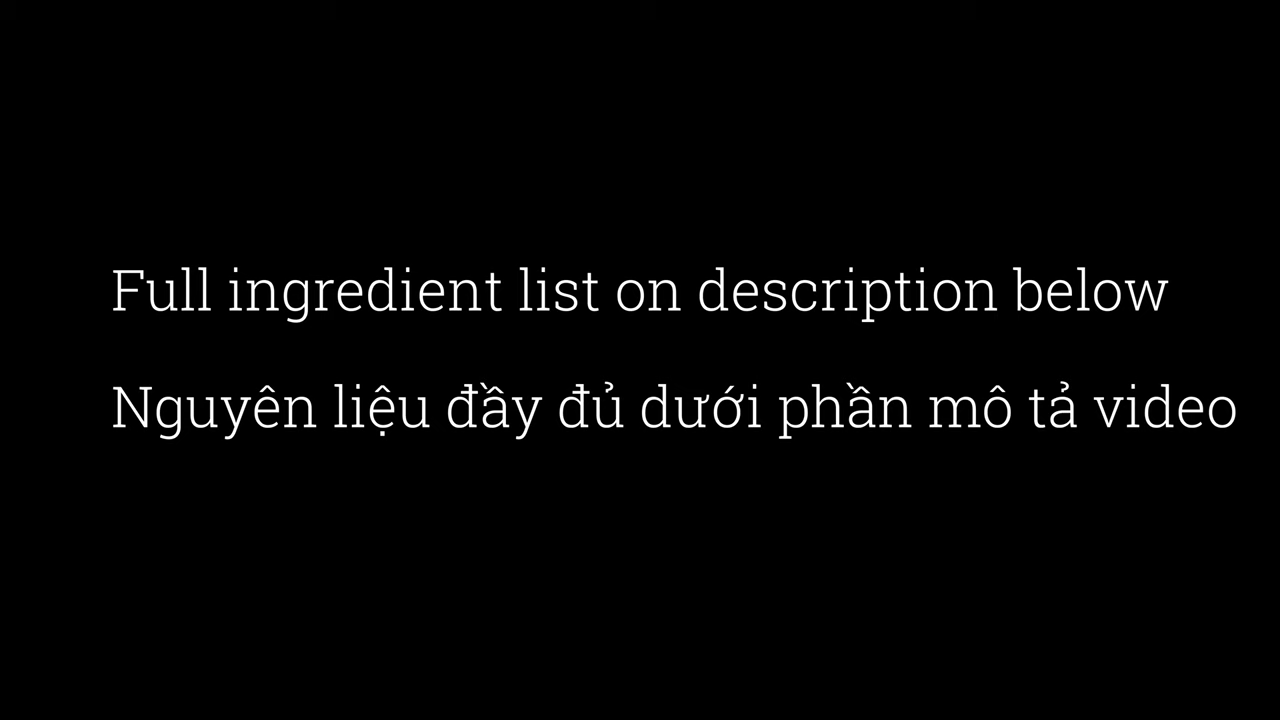 Full ingredient list on description below
Nguyên liệu đầy đủ dưới phần mô tả video